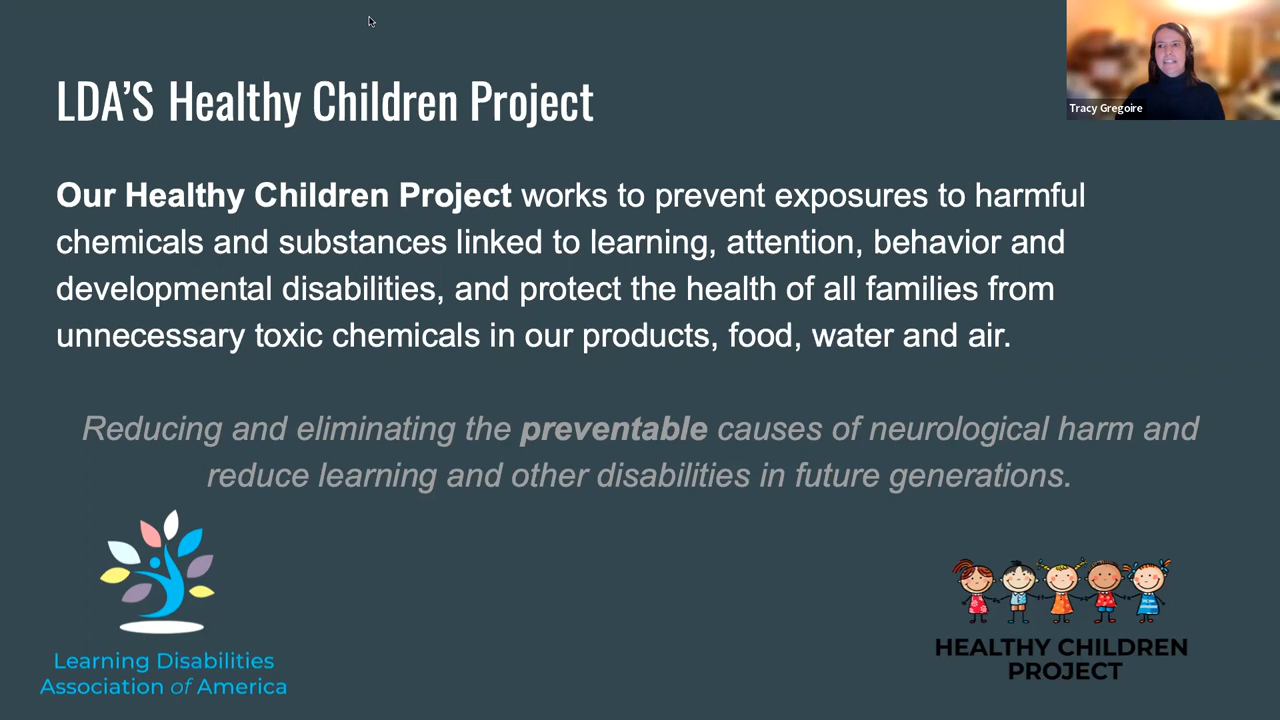 LDA'S Healthy Children Project
Tracy Gregoire
Our Healthy Children Project works to prevent exposures to harmful
chemicals and substances linked to learning, attention, behavior and
developmental disabilities, and protect the health of all families from
unnecessary toxic chemicals in our products, food, water and air.
Reducing and eliminating the preventable causes of neurological harm and
reduce learning and other disabilities in future generations.
Learning Disabilities
Association of America
HEALTHY CHILDREN
PROJECT